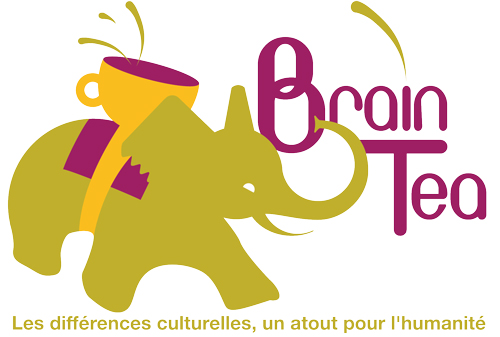 Brain
Tea
Les différences culturelles, un atout pour l'humanité